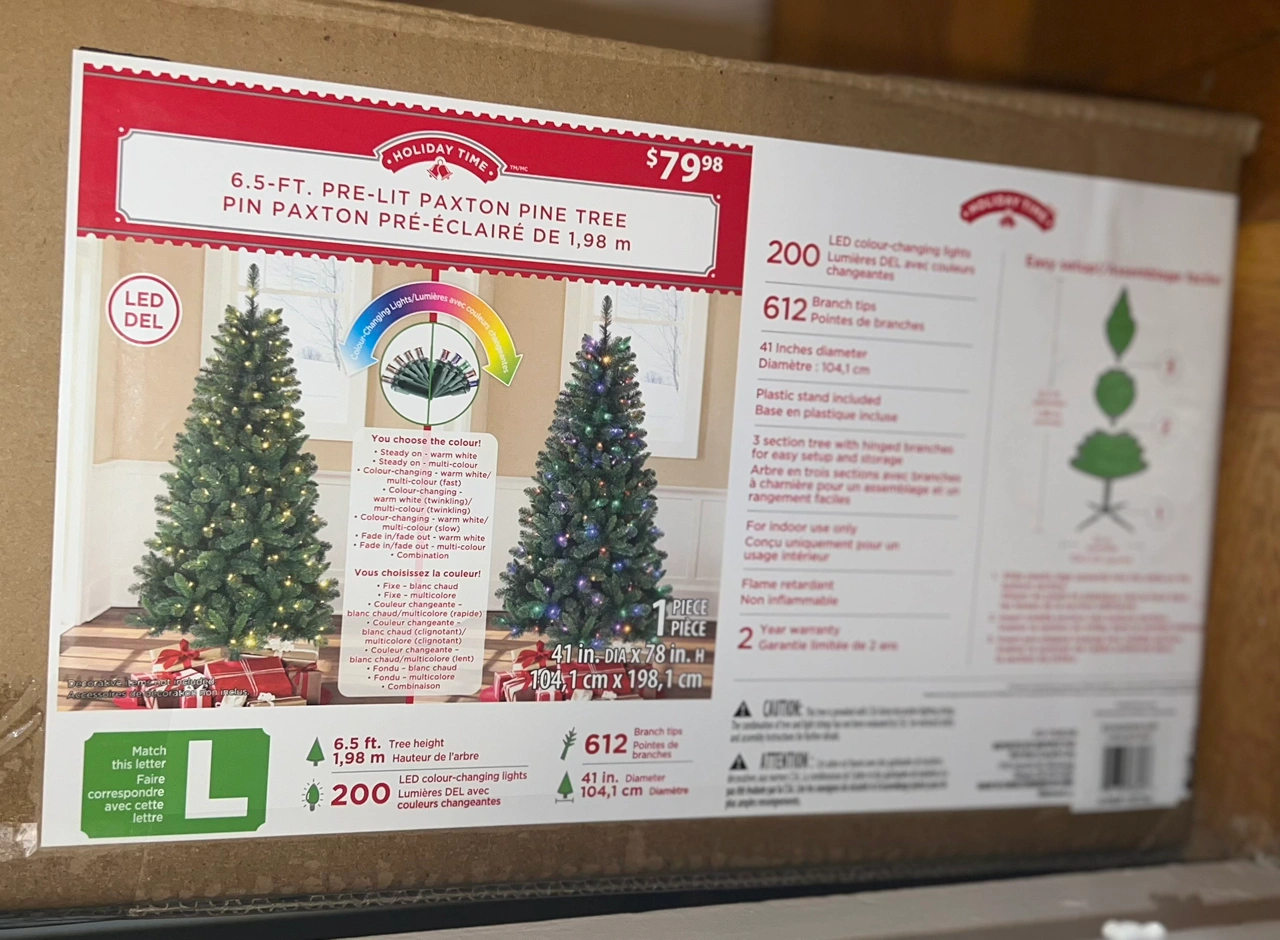 HOLIDAY TIME
TM/MC
$79 98
6.5-FT. PRE-LIT PAXTON PINE TREE
PIN PAXTON PRÉ-ÉCLAIRÉ DE 1,98 m
LED
DEL
Colour-Changing Lights/Lumières avec couleurs changeantes
You choose the colour!
• Steady on - warm white
• Steady on - multi-colour
• Colour-changing - warm white/
multi-colour (fast)
• Colour-changing -
warm white (twinkling)/
multi-colour (twinkling)
• Colour-changing - warm white/
multi-colour (slow)
• Fade in/fade out - warm white
• Fade in/fade out - multi-colour
• Combination
Vous choisissez la couleur!
• Fixe – blanc chaud
• Fixe – multicolore
• Couleur changeante –
blanc chaud/multicolore (rapide)
• Couleur changeante –
blanc chaud (clignotant)/
multicolore (clignotant)
• Couleur changeante –
blanc chaud/multicolore (lent)
• Fondu – blanc chaud
• Fondu – multicolore
• Combinaison
1 PIECE
PIÈCE
41 in. DIA x 78 in. H
104,1 cm x 198,1 cm
Decorative items not included.
Accessoires de décoration non inclus.
Match
this letter
Faire
correspondre
avec cette
lettre
L
6.5 ft. Tree height
1,98 m Hauteur de l'arbre
200 LED colour-changing lights
Lumières DEL avec
couleurs changeantes
612 Branch tips
Pointes de
branches
41 in. Diameter
104,1 cm Diamètre
HOLIDAY TIME
200 LED colour-changing lights
Lumières DEL avec couleurs
changeantes
612 Branch tips
Pointes de branches
41 Inches diameter
Diamètre : 104,1 cm
Plastic stand included
Base en plastique incluse
3 section tree with hinged branches
for easy setup and storage
Arbre en trois sections avec branches
à charnière pour un assemblage et un
rangement faciles
For indoor use only
Conçu uniquement pour un
usage intérieur
Flame retardant
Non inflammable
2 Year warranty
Garantie limitée de 2 ans
CAUTION:
ATTENTION :
Easy setup/Assemblage facile